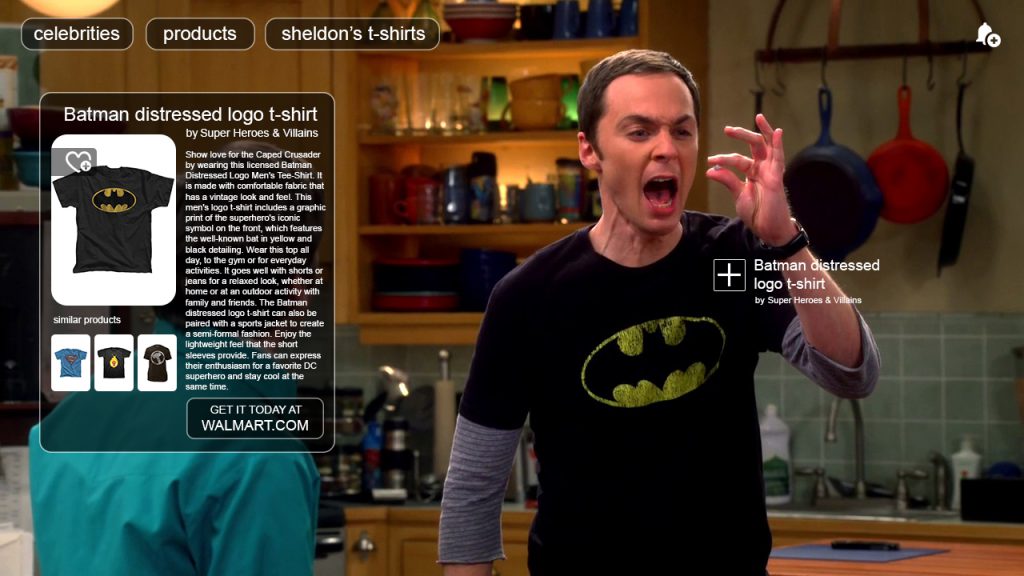 celebrities
products
sheldon's t-shirts
Batman distressed logo t-shirt
by Super Heroes & Villains
Show love for the Caped Crusader
by wearing this licensed Batman
Distressed Logo Men's Tee-Shirt. It
is made with comfortable fabric that
has a vintage look and feel. This
men's logo t-shirt includes a graphic
print of the superhero's iconic
symbol on the front, which features
the well-known bat in yellow and
black detailing. Wear this top all
day, to the gym or for everyday
activities. It goes well with shorts or
jeans for a relaxed look, whether at
home or at an outdoor activity with
family and friends. The Batman
distressed logo t-shirt can also be
paired with a sports jacket to create
a semi-formal fashion. Enjoy the
lightweight feel that the short
sleeves provide. Fans can express
their enthusiasm for a favorite DC
superhero and stay cool at the
same time.
similar products
GET IT TODAY AT
WALMART.COM
Batman distressed
logo t-shirt
by Super Heroes & Villains